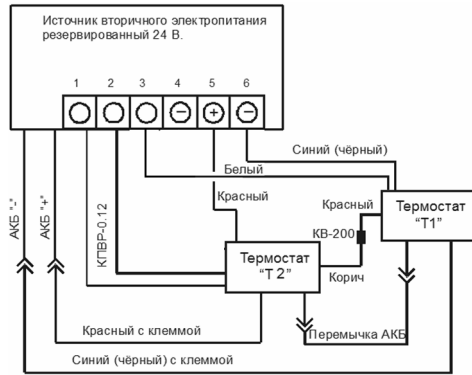 Источник вторичного электропитания
резервированный 24 В.
1 2 3 4 5 6
Синий (чёрный)
Белый
АКБ "-"
АКБ "+"
КПВР-0.12
Красный
Красный
Термостат
“Т1”
КВ-200
Термостат
“Т 2”
Корич
Красный с клеммой
Перемычка АКБ
Синий (чёрный) с клеммой